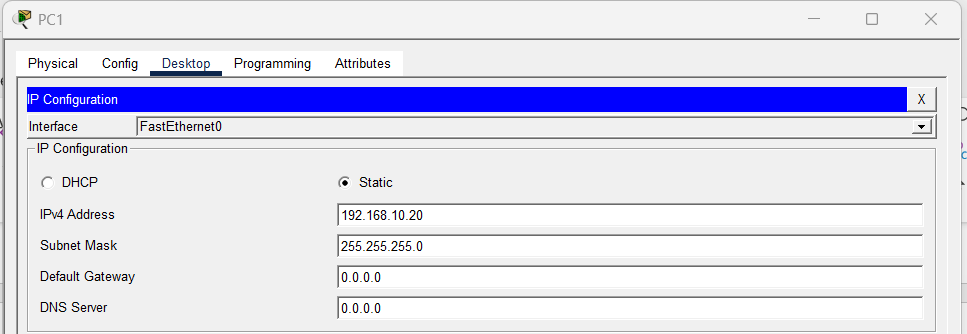 PC1
Physical Config Desktop Programming Attributes
IP Configuration X
Interface FastEthernet0
IP Configuration
DHCP Static
IPv4 Address 192.168.10.20
Subnet Mask 255.255.255.0
Default Gateway 0.0.0.0
DNS Server 0.0.0.0